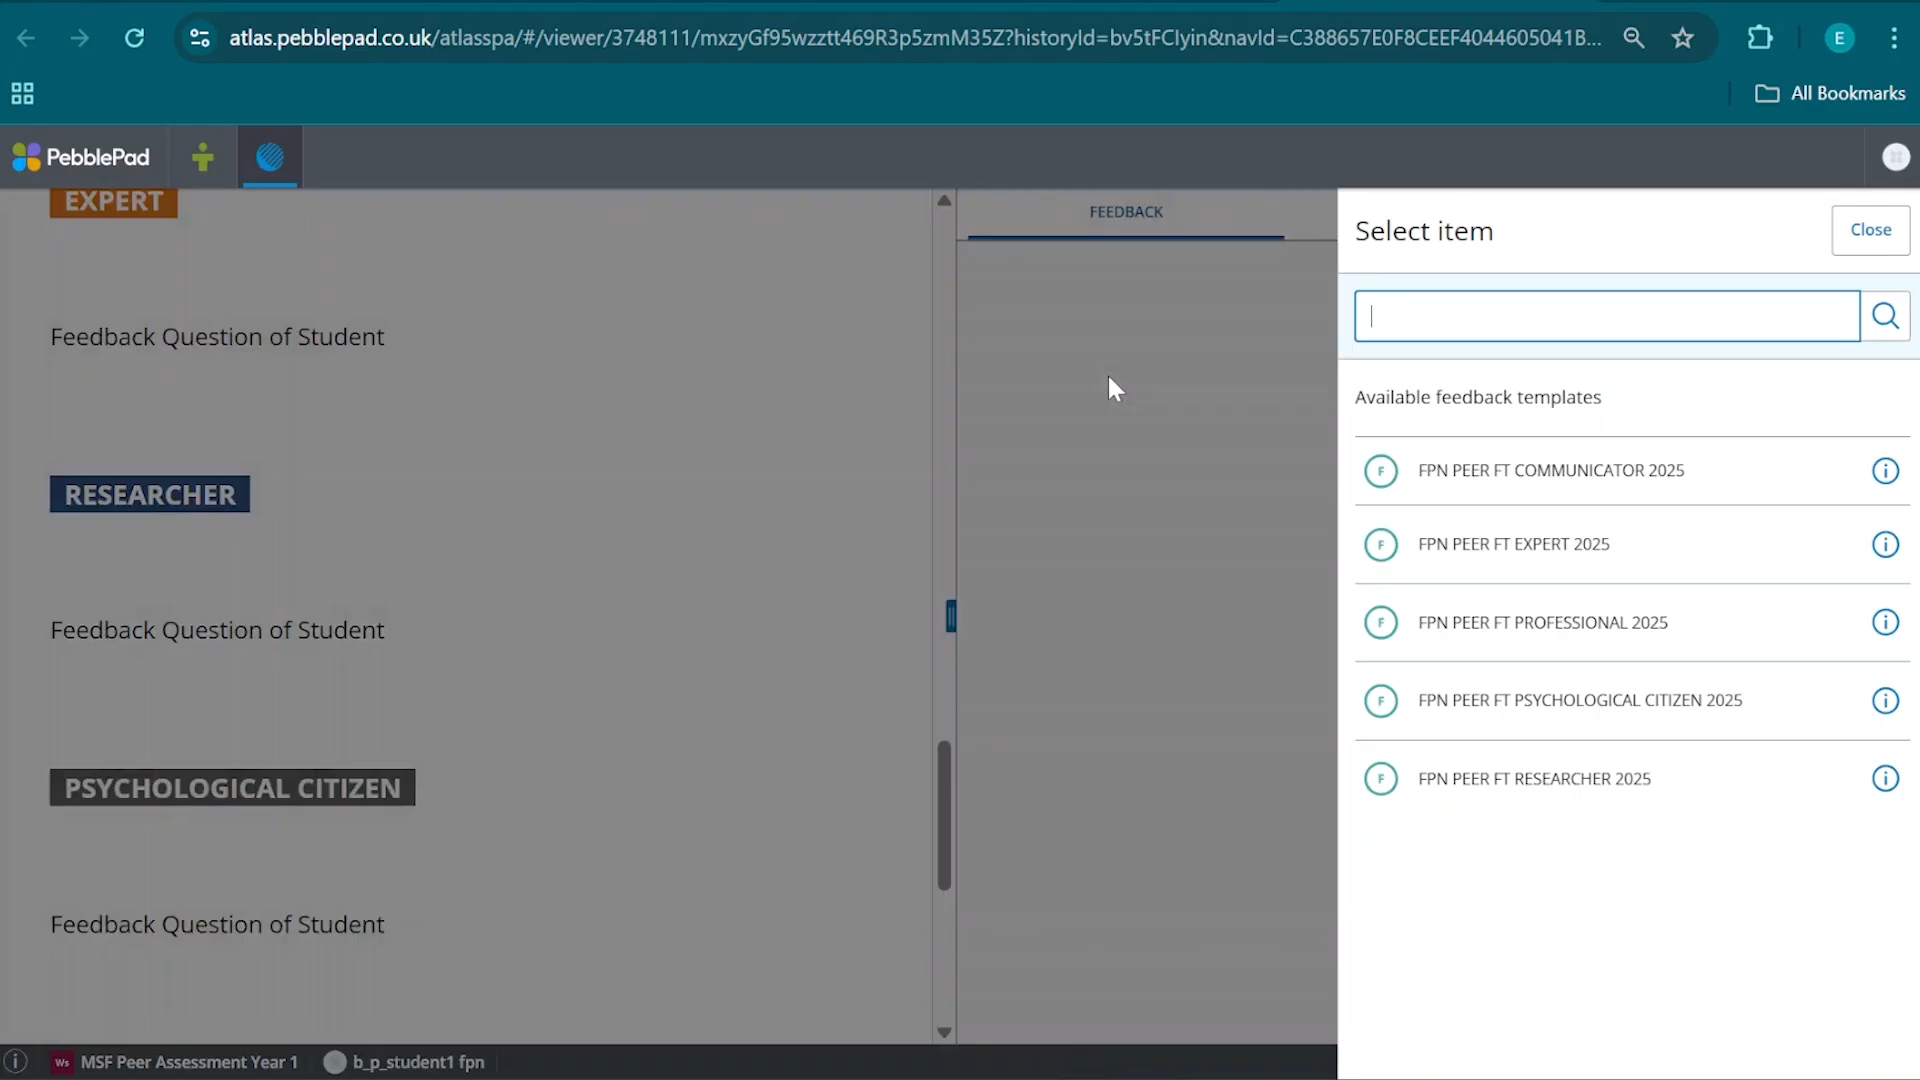 atlas.pebblepad.co.uk/atlasspa/#/viewer/3748111/mxzyGf95wzztt469R3p5zmM35Z?historyId=bv5tFCIyin&navId=C388657E0F8CEEF4044605041B...
E
All Bookmarks
PebblePad
EXPERT
Feedback Question of Student
RESEARCHER
Feedback Question of Student
PSYCHOLOGICAL CITIZEN
Feedback Question of Student
FEEDBACK
Select item
Close
Available feedback templates
F FPN PEER FT COMMUNICATOR 2025
F FPN PEER FT EXPERT 2025
F FPN PEER FT PROFESSIONAL 2025
F FPN PEER FT PSYCHOLOGICAL CITIZEN 2025
F FPN PEER FT RESEARCHER 2025
Ws MSF Peer Assessment Year 1 b_p_student1 fpn